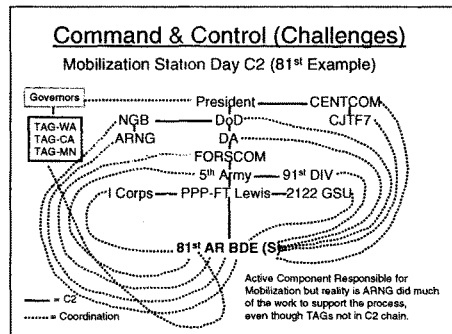 Command & Control (Challenges)
Mobilization Station Day C2 (81st Example)
Governors
President
CENTCOM
TAG-WA
TAG-CA
TAG-MN
NGB
DoD
CJTF7
ARNG
DA
FORSCOM
5th Army
91st DIV
I Corps
PPP-FT Lewis
2122 GSU
81st AR BDE (S)
Active Component Responsible for
Mobilization but reality is ARNG did much
of the work to support the process,
even though TAGs not in C2 chain.
= C2
= Coordination